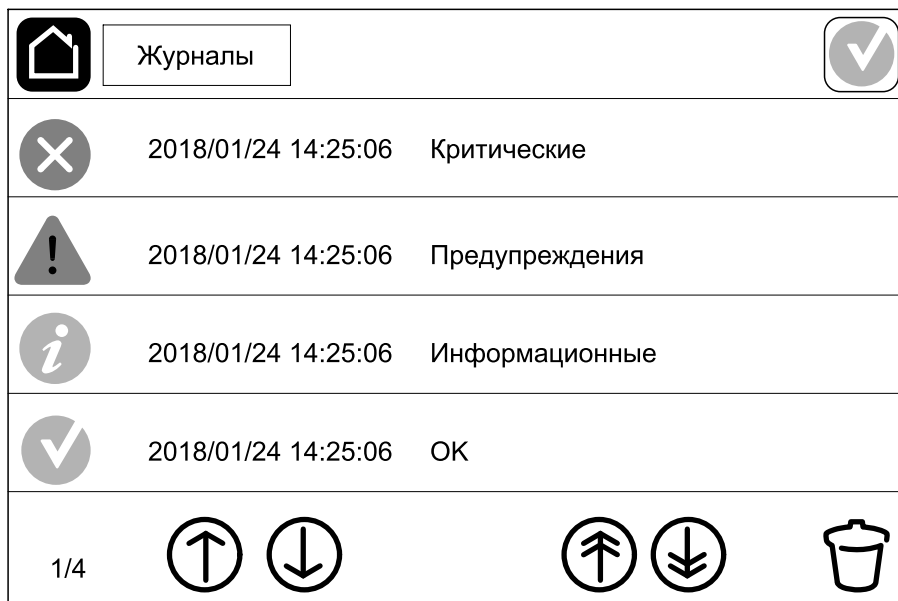 Журналы
2018/01/24 14:25:06 Критические
2018/01/24 14:25:06 Предупреждения
2018/01/24 14:25:06 Информационные
2018/01/24 14:25:06 OK
1/4